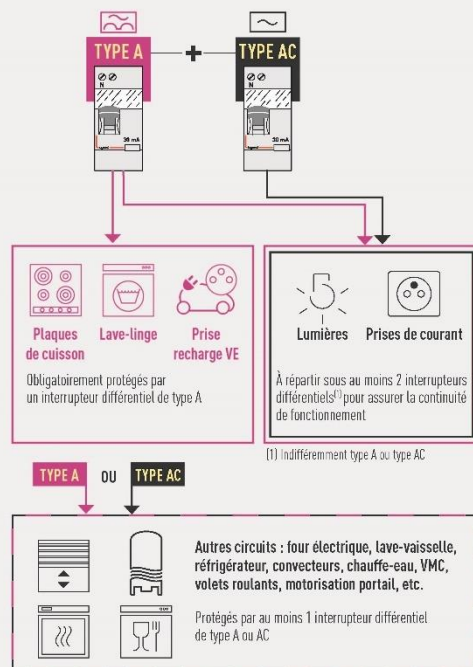 TYPE A + TYPE AC
N N
30 mA 30 mA
Plaques de cuisson
Lave-linge
Prise recharge VE
Obligatoirement protégés par
un interrupteur différentiel de type A
Lumières
Prises de courant
À répartir sous au moins 2 interrupteurs
différentiels(1) pour assurer la continuité
de fonctionnement
(1) Indifféremment type A ou type AC
TYPE A OU TYPE AC
Autres circuits : four électrique, lave-vaisselle,
réfrigérateur, convecteurs, chauffe-eau, VMC,
volets roulants, motorisation portail, etc.
Protégés par au moins 1 interrupteur différentiel
de type A ou AC